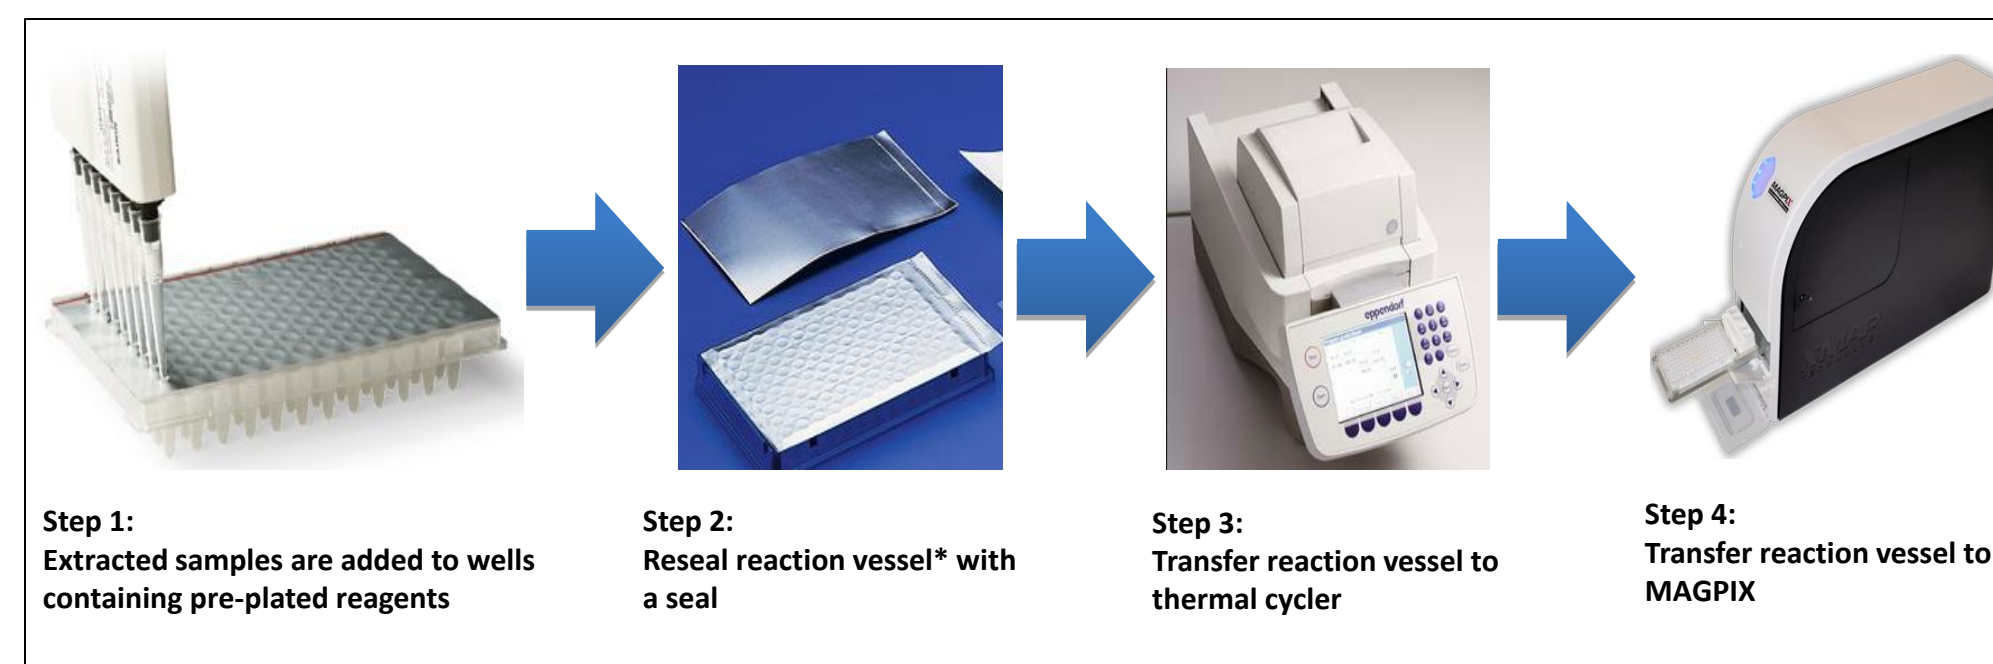 Step 1:
Extracted samples are added to wells
containing pre-plated reagents
Step 2:
Reseal reaction vessel* with
a seal
eppendorf
Step 3:
Transfer reaction vessel to
thermal cycler
MAGPIX
Step 4:
Transfer reaction vessel to
MAGPIX